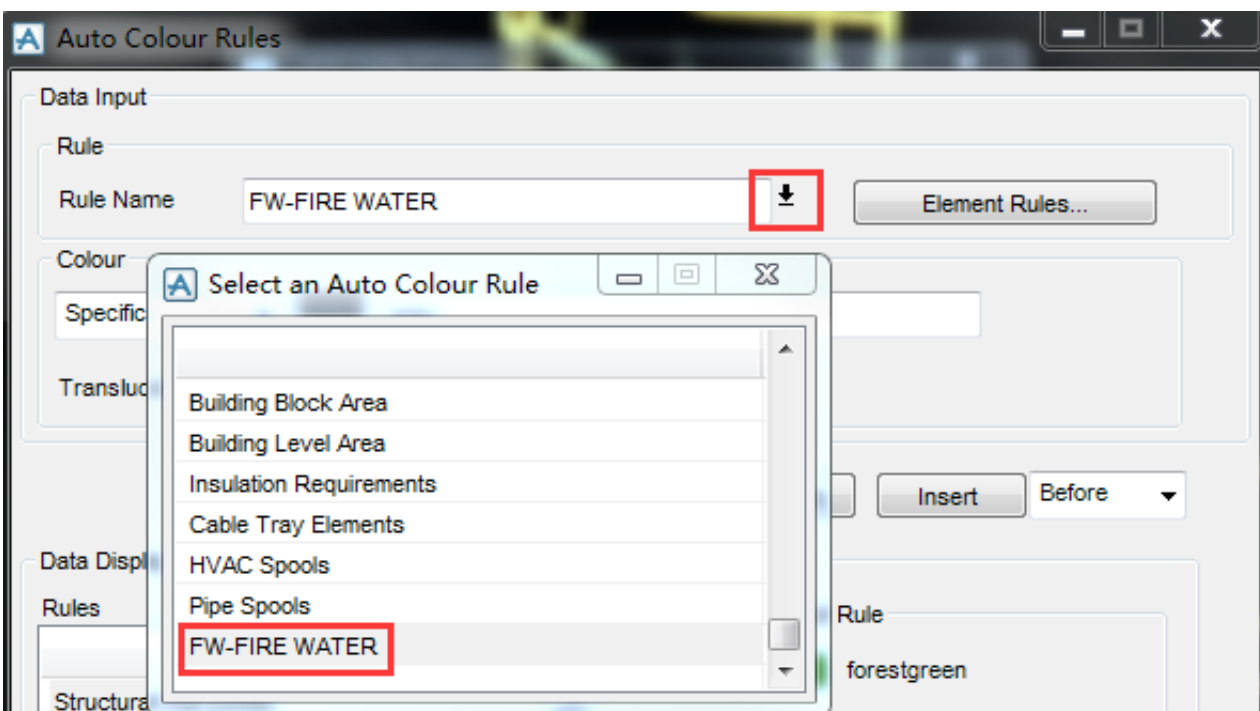 Auto Colour Rules
Data Input
Rule
Rule Name FW-FIRE WATER Element Rules...
Colour
Select an Auto Colour Rule
Specific
Transluc
Building Block Area
Building Level Area
Insulation Requirements
Cable Tray Elements
HVAC Spools
Pipe Spools
FW-FIRE WATER
Insert Before
Data Displ
Rules
Rule
forestgreen
Structura